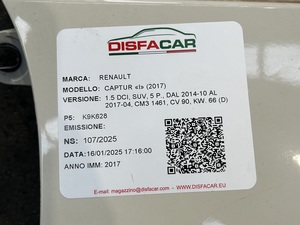 DISFACAR
MARCA: RENAULT
MODELLO: CAPTUR «I» (2017)
VERSIONE: 1.5 DCI, SUV, 5 P., DAL 2014-10 AL
2017-04, CM3 1461, CV 90, KW. 66 (D)
P5: K9K628
EMISSIONE:
NS: 107/2025
DATA:16/01/2025 17:16:00
ANNO IMM: 2017
E-mail: magazzino@disfacar.com
WWW.DISFACAR.EU